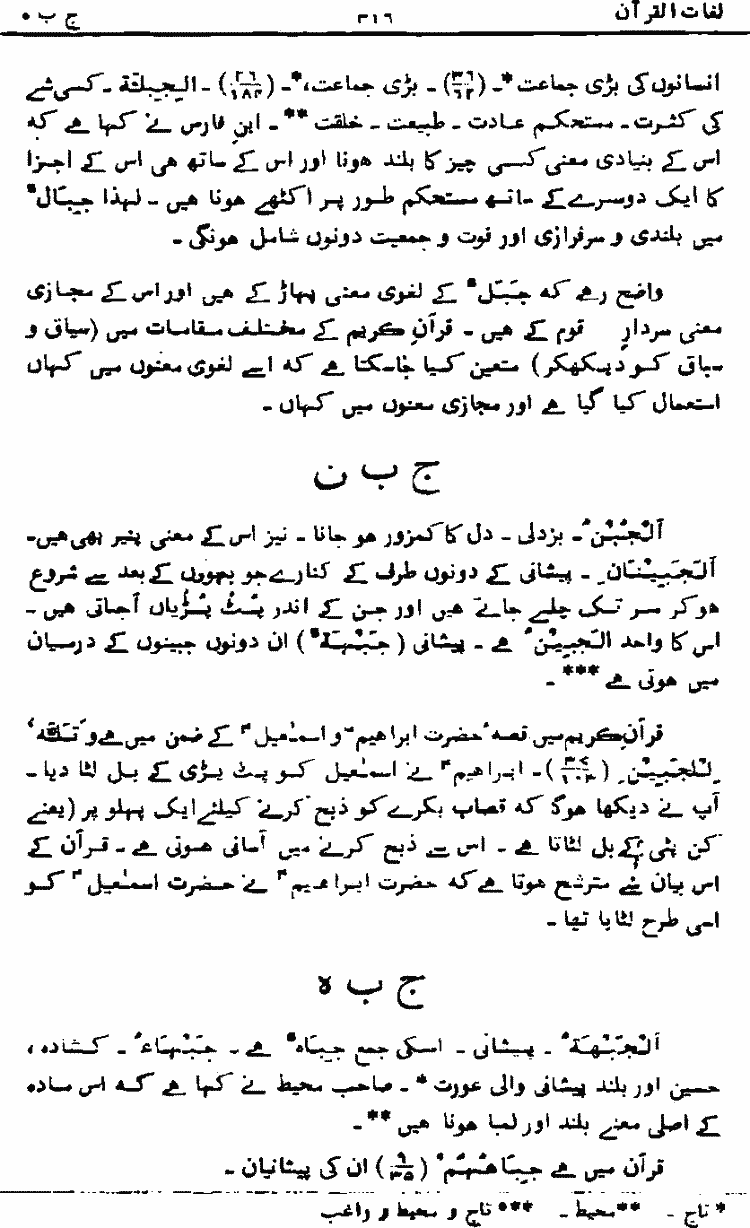 لغات القرآن ۳۱۶ ج ب ہ
انسانوں کی بڑی جماعت*۔ (۳۶/۶۲) ۔ بڑی جماعت،*۔ (۲۶/۱۸۴) ۔ الجبلۃ ۔ کسی شے
کی کثرت۔ مستحکم عادت ۔ طبیعت ۔ خلقت** ۔ ابن فارس نے کہا ہے کہ
اس کے بنیادی معنی کسی چیز کا بلند ہونا اور اس کے ساتھ ہی اس کے اجزا
کا ایک دوسرے کے ساتھ مستحکم طور پر اکٹھے ہونا ہیں ۔ لہذا جِبَالٌ
میں بلندی و سرفرازی اور قوت و جمعیت دونوں شامل ہونگی ۔
واضح رہے کہ جَبَلٌ کے لغوی معنی پہاڑ کے ہیں اور اس کے مجازی
معنی سردارِ قوم کے ہیں ۔ قرآنِ کریم کے مختلف مقامات میں (سیاق و
سباق کو دیکھکر) متعین کیا جاسکتا ہے کہ اسے لغوی معنوں میں کہاں
استعمال کیا گیا ہے اور مجازی معنوں میں کہاں ۔
ج ب ن
اَلْجُبْنُ ۔ بزدلی ۔ دل کا کمزور ہو جانا ۔ نیز اس کے معنی پنیر بھی ہیں۔
اَلْجَبِیْنَانِ ۔ پیشانی کے دونوں طرف کے کنارے جو بھووں کے بعد سے شروع
ہوکر سر تک چلے جاتے ہیں اور جن کے اندر پُٹ پُڑیاں آجاتی ہیں ۔
اس کا واحد اَلْجَبِیْنُ ہے ۔ پیشانی (جَبْہَۃٌ) ان دونوں جبینوں کے درمیان
میں ہوتی ہے*** ۔
قرآنِ کریم میں قصہ حضرت ابراہیمؑ و اسمٰعیلؑ کے ضمن میں ہے وَ تَلَّہٗ
لِلْجَبِیْنِ (۳۷/۱۰۳) ۔ ابراہیمؑ نے اسمٰعیل کو پٹ پڑی کے بل لٹا دیا ۔
آپ نے دیکھا ہوگا کہ قصاب بکرے کو ذبح کرنے کیلئے ایک پہلو پر (یعنی
کن پٹی کے بل لٹاتا ہے ۔ اس سے ذبح کرنے میں آسانی ہوتی ہے ۔ قرآن کے
اس بیان سے مترشح ہوتا ہے کہ حضرت ابراہیمؑ نے حضرت اسمٰعیلؑ کو
اسی طرح لٹایا تھا ۔
ج ب ہ
اَلْجَبْہَۃُ ۔ پیشانی ۔ اسکی جمع جِبَاہٌ ہے ۔ جَبْہَاءُ ۔ کشادہ ،
حسین اور بلند پیشانی والی عورت* ۔ صاحب محیط نے کہا ہے کہ اس مادہ
کے اصلی معنے بلند اور لمبا ہونا ہیں** ۔
قرآن میں ہے جِبَاھُہُمْ (۹/۳۵) ان کی پیشانیاں ۔
*تاج ۔ **محیط ۔ ***تاج و محیط و راغب